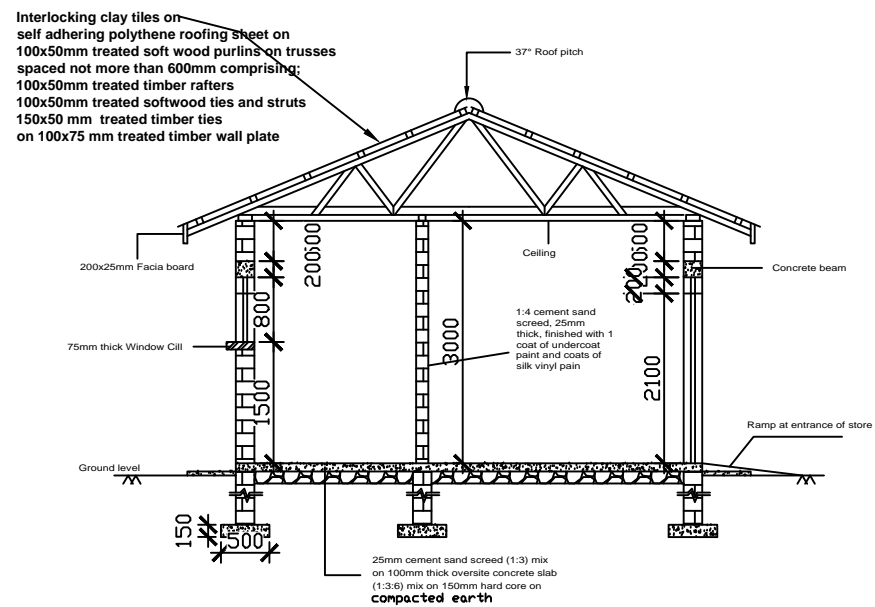 Interlocking clay tiles on
self adhering polythene roofing sheet on
100x50mm treated soft wood purlins on trusses
spaced not more than 600mm comprising;
100x50mm treated timber rafters
100x50mm treated softwood ties and struts
150x50 mm treated timber ties
on 100x75 mm treated timber wall plate
37° Roof pitch
200x25mm Facia board
Ceiling
Concrete beam
600
200
800
1500
3000
600
200
200
2100
75mm thick Window Cill
1:4 cement sand
screed, 25mm
thick, finished with 1
coat of undercoat
paint and coats of
silk vinyl pain
Ramp at entrance of store
Ground level
150
500
25mm cement sand screed (1:3) mix
on 100mm thick oversite concrete slab
(1:3:6) mix on 150mm hard core on
compacted earth